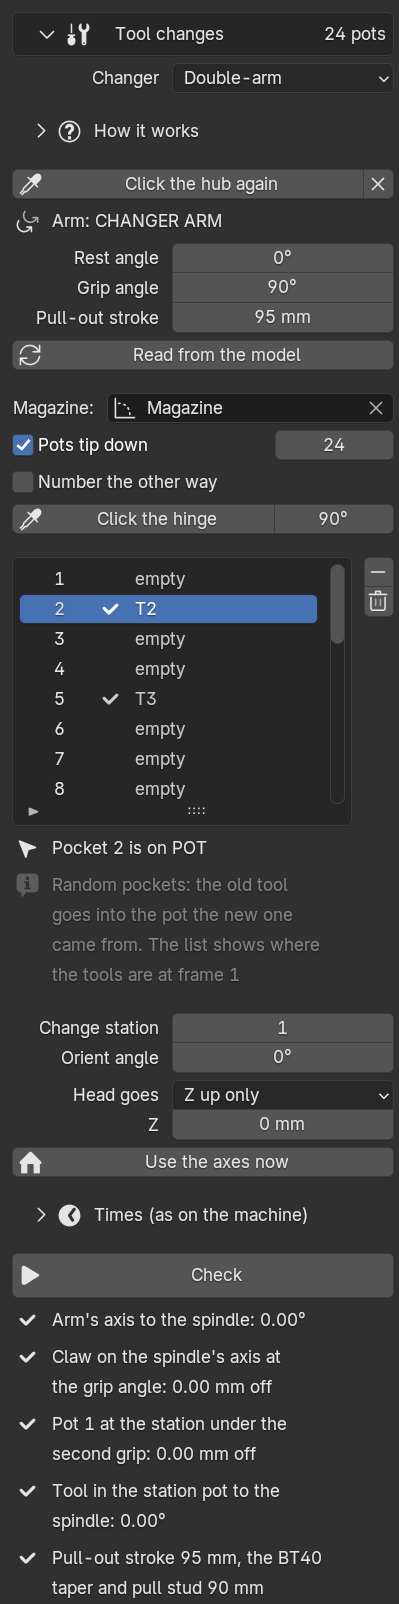 Tool changes 24 pots
Changer Double-arm
How it works
Click the hub again
Arm: CHANGER ARM
Rest angle 0°
Grip angle 90°
Pull-out stroke 95 mm
Read from the model
Magazine: Magazine
Pots tip down 24
Number the other way
Click the hinge 90°
1 empty
2 T2
3 empty
4 empty
5 T3
6 empty
7 empty
8 empty
Pocket 2 is on POT
Random pockets: the old tool
goes into the pot the new one
came from. The list shows where
the tools are at frame 1
Change station 1
Orient angle 0°
Head goes Z up only
Z 0 mm
Use the axes now
Times (as on the machine)
Check
Arm's axis to the spindle: 0.00°
Claw on the spindle's axis at
the grip angle: 0.00 mm off
Pot 1 at the station under the
second grip: 0.00 mm off
Tool in the station pot to the
spindle: 0.00°
Pull-out stroke 95 mm, the BT40
taper and pull stud 90 mm